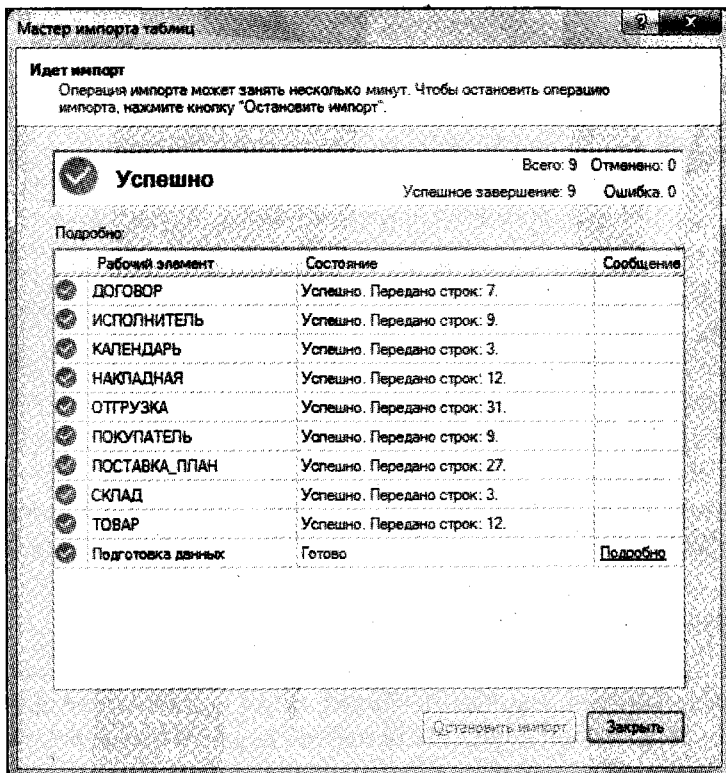 Мастер импорта таблиц
Идет импорт
Операция импорта может занять несколько минут. Чтобы остановить операцию
импорта, нажмите кнопку "Остановить импорт".
Успешно
Всего: 9 Отменено: 0
Успешное завершение: 9 Ошибка: 0
Подробно:
Рабочий элемент Состояние Сообщение
ДОГОВОР Успешно. Передано строк: 7.
ИСПОЛНИТЕЛЬ Успешно. Передано строк: 9.
КАЛЕНДАРЬ Успешно. Передано строк: 3.
НАКЛАДНАЯ Успешно. Передано строк: 12.
ОТГРУЗКА Успешно. Передано строк: 31.
ПОКУПАТЕЛЬ Успешно. Передано строк: 9.
ПОСТАВКА_ПЛАН Успешно. Передано строк: 27.
СКЛАД Успешно. Передано строк: 3.
ТОВАР Успешно. Передано строк: 12.
Подготовка данных Готово Подробно
Остановить импорт Закрыть